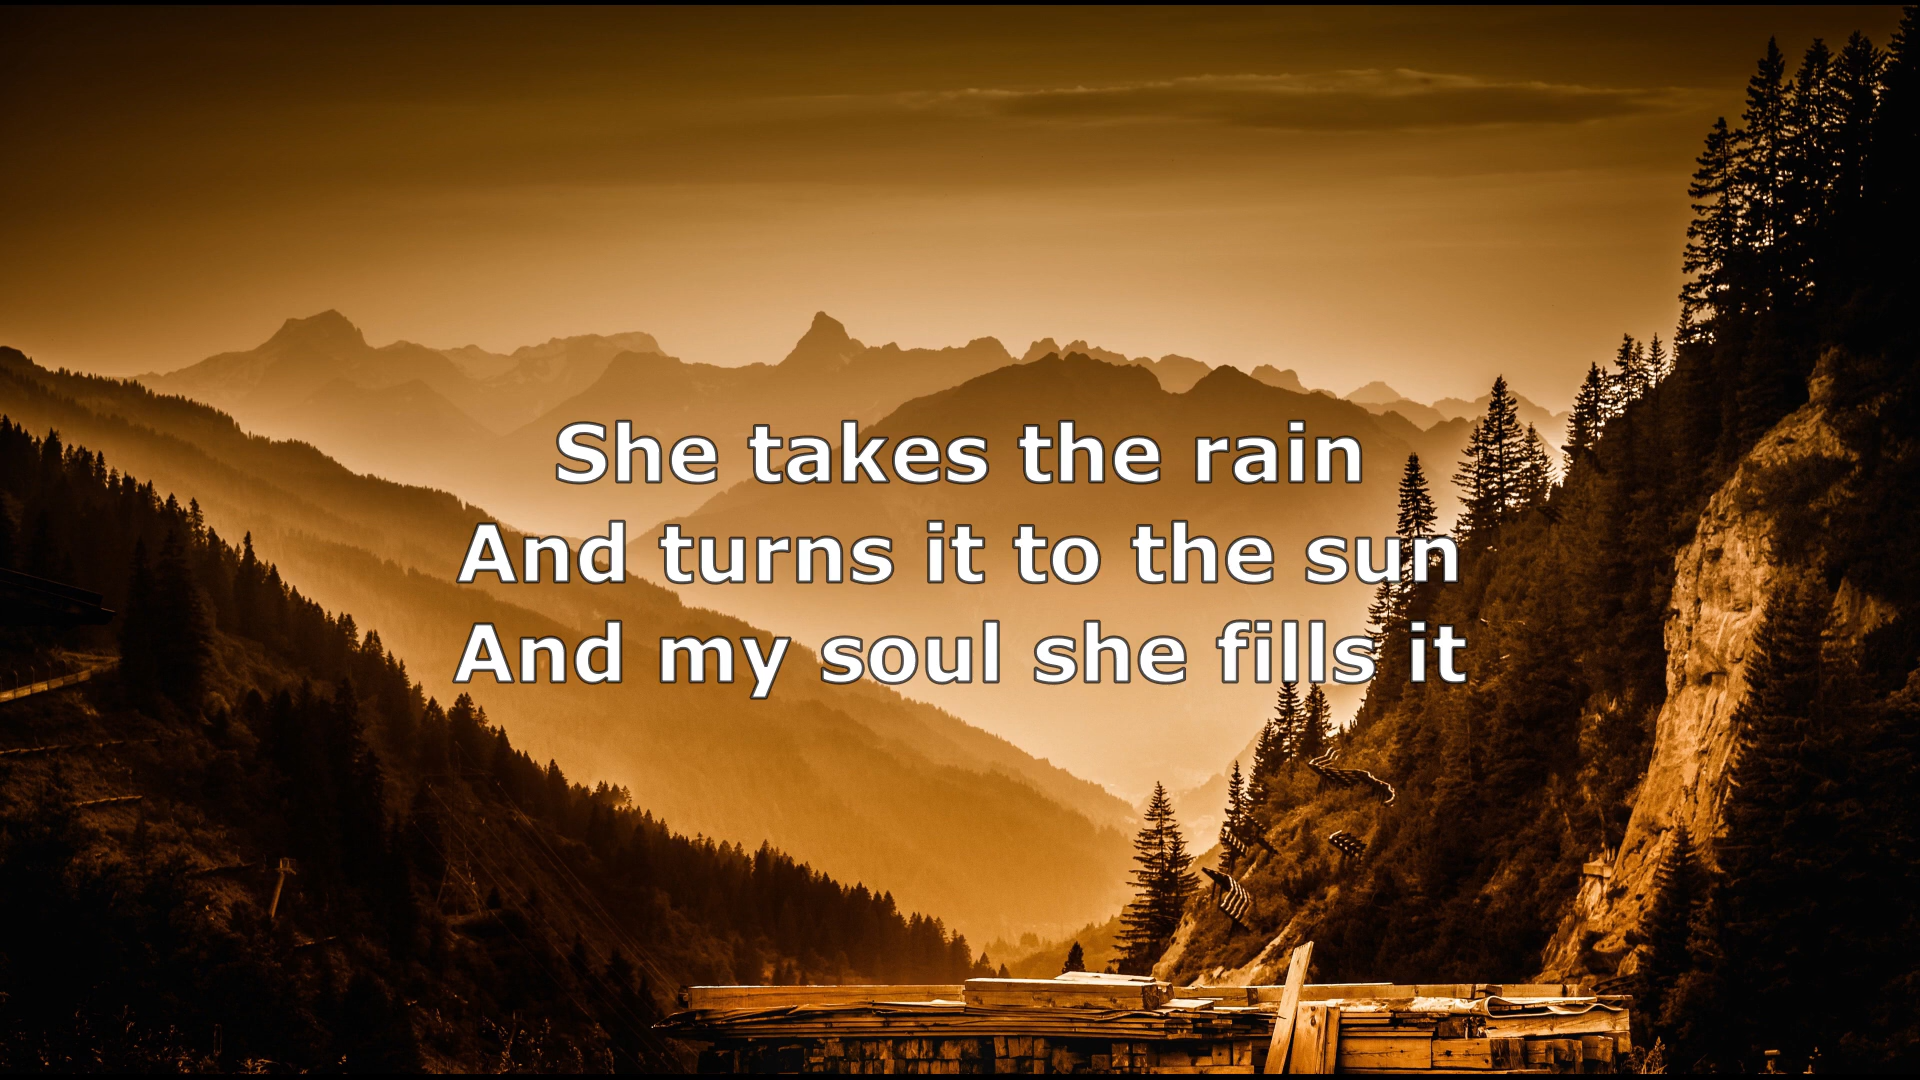 She takes the rain
And turns it to the sun
And my soul she fills it